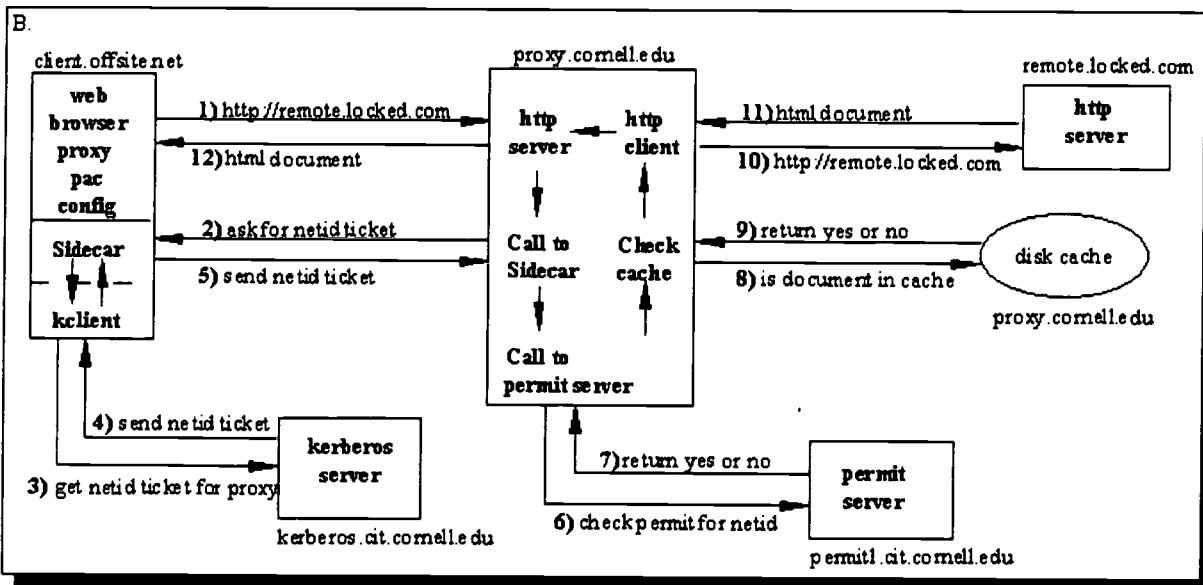 B.
client.offsite.net
web
browser
proxy
pac
config
Sidecar
kclient
1) http://remote.locked.com
12) html document
2) ask for netid ticket
5) send netid ticket
4) send netid ticket
3) get netid ticket for proxy
kerberos
server
kerberos.cit.cornell.edu
proxy.cornell.edu
http
server
http
client
Call to
Sidecar
Check
cache
Call to
permit server
11) html document
10) http://remote.locked.com
remote.locked.com
http
server
9) return yes or no
8) is document in cache
disk cache
proxy.cornell.edu
7) return yes or no
6) check permit for netid
permit
server
permit1.cit.cornell.edu